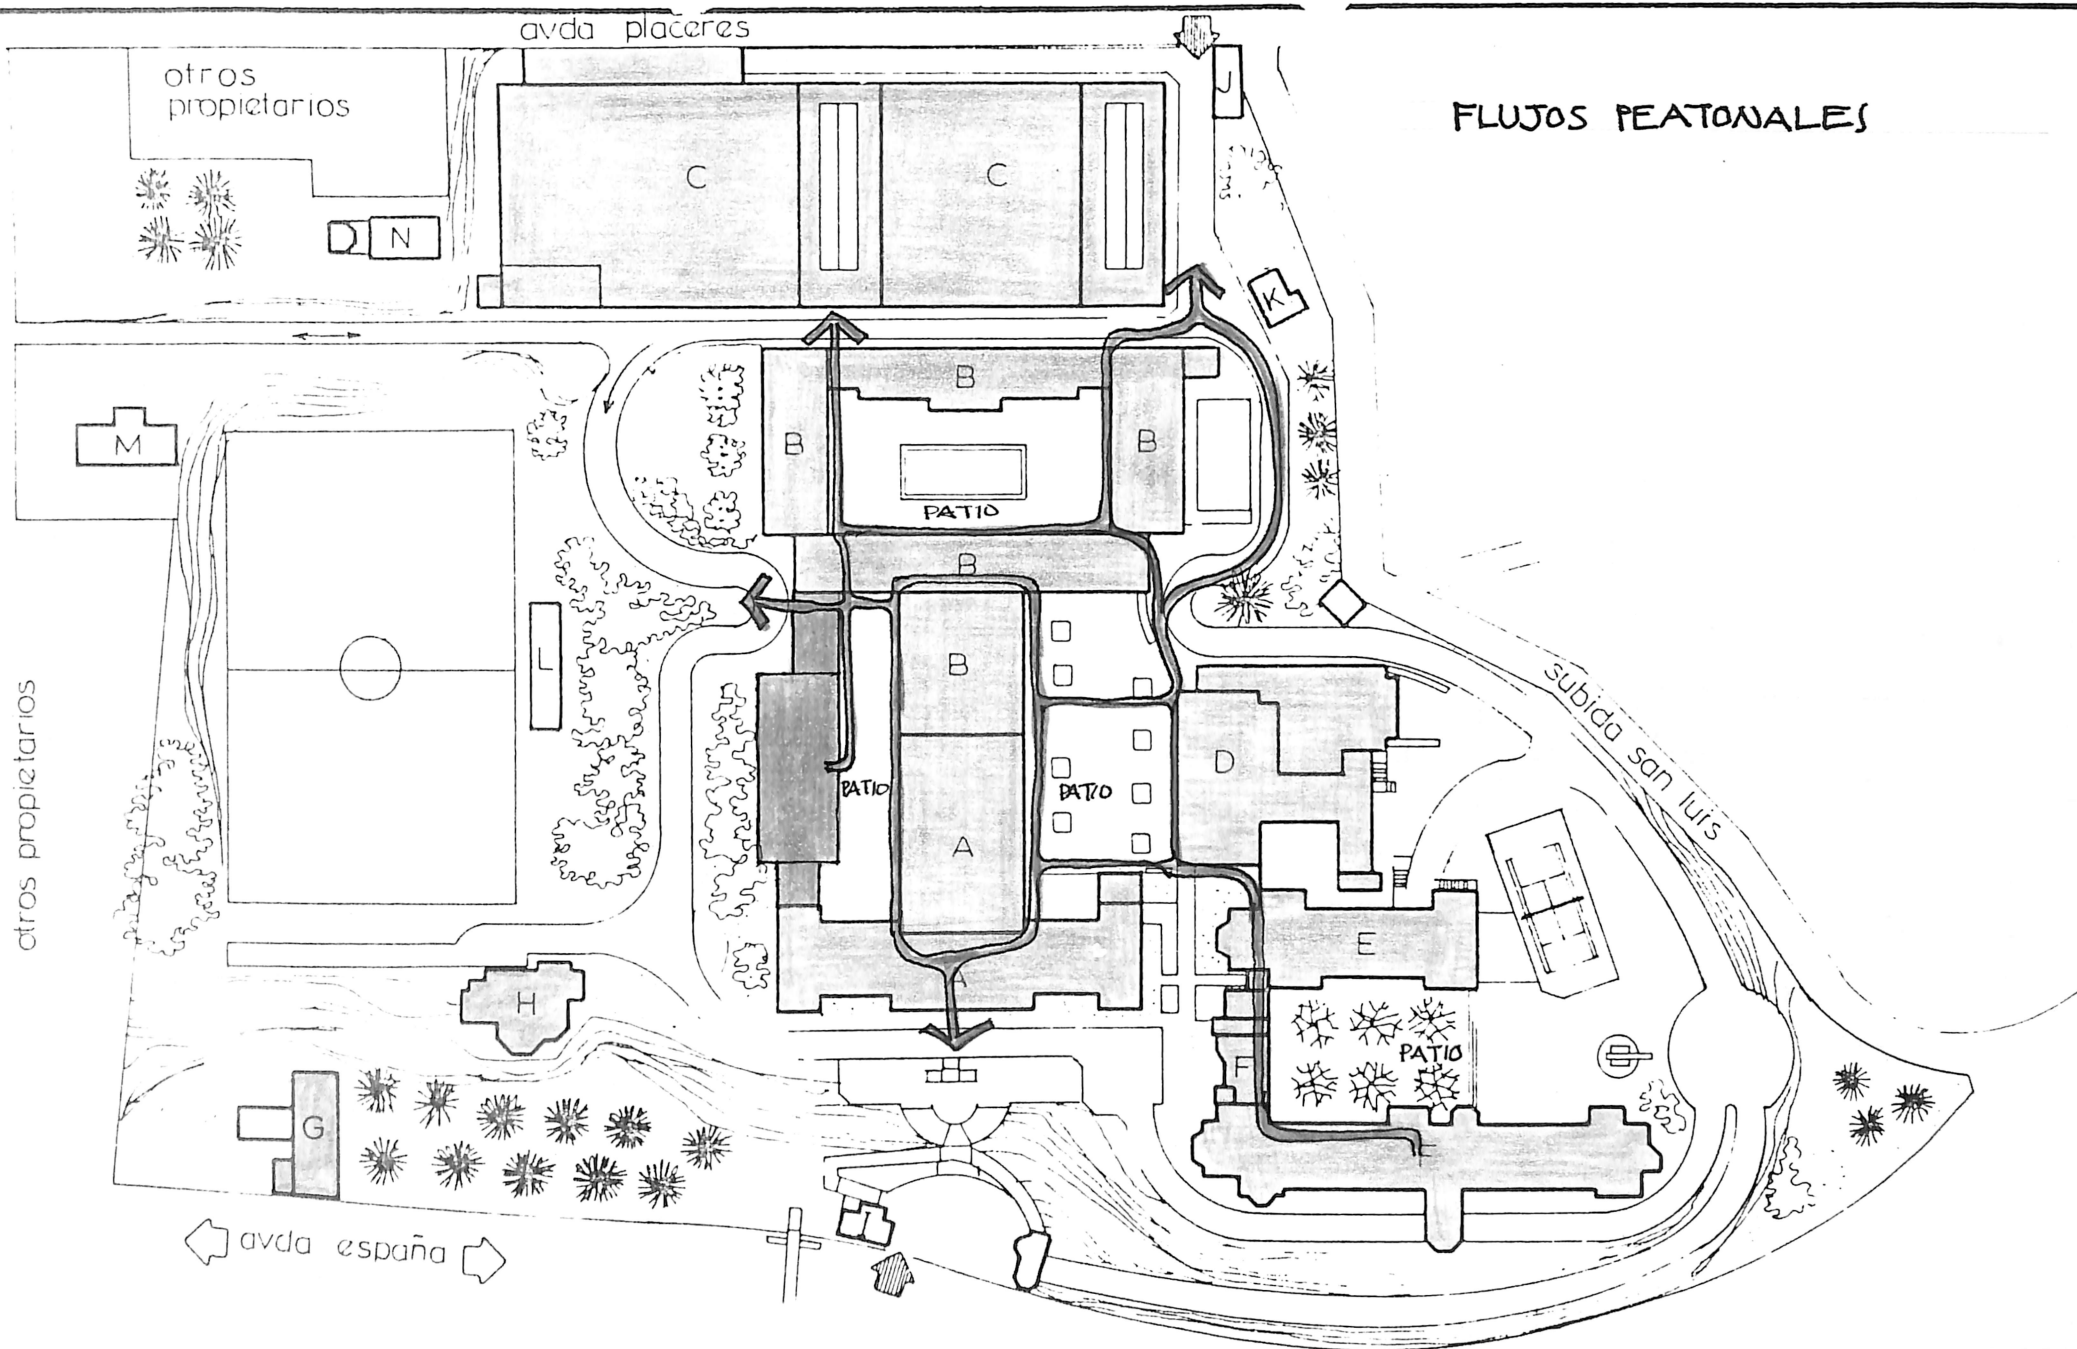 avda placeres
otros
propietarios
FLUJOS PEATONALES
J
C
C
N
K
B
B
B
M
PATIO
B
L
B
subida san luis
otros propietarios
D
PATIO
PATIO
A
E
A
H
PATIO
F
G
I
avda españa